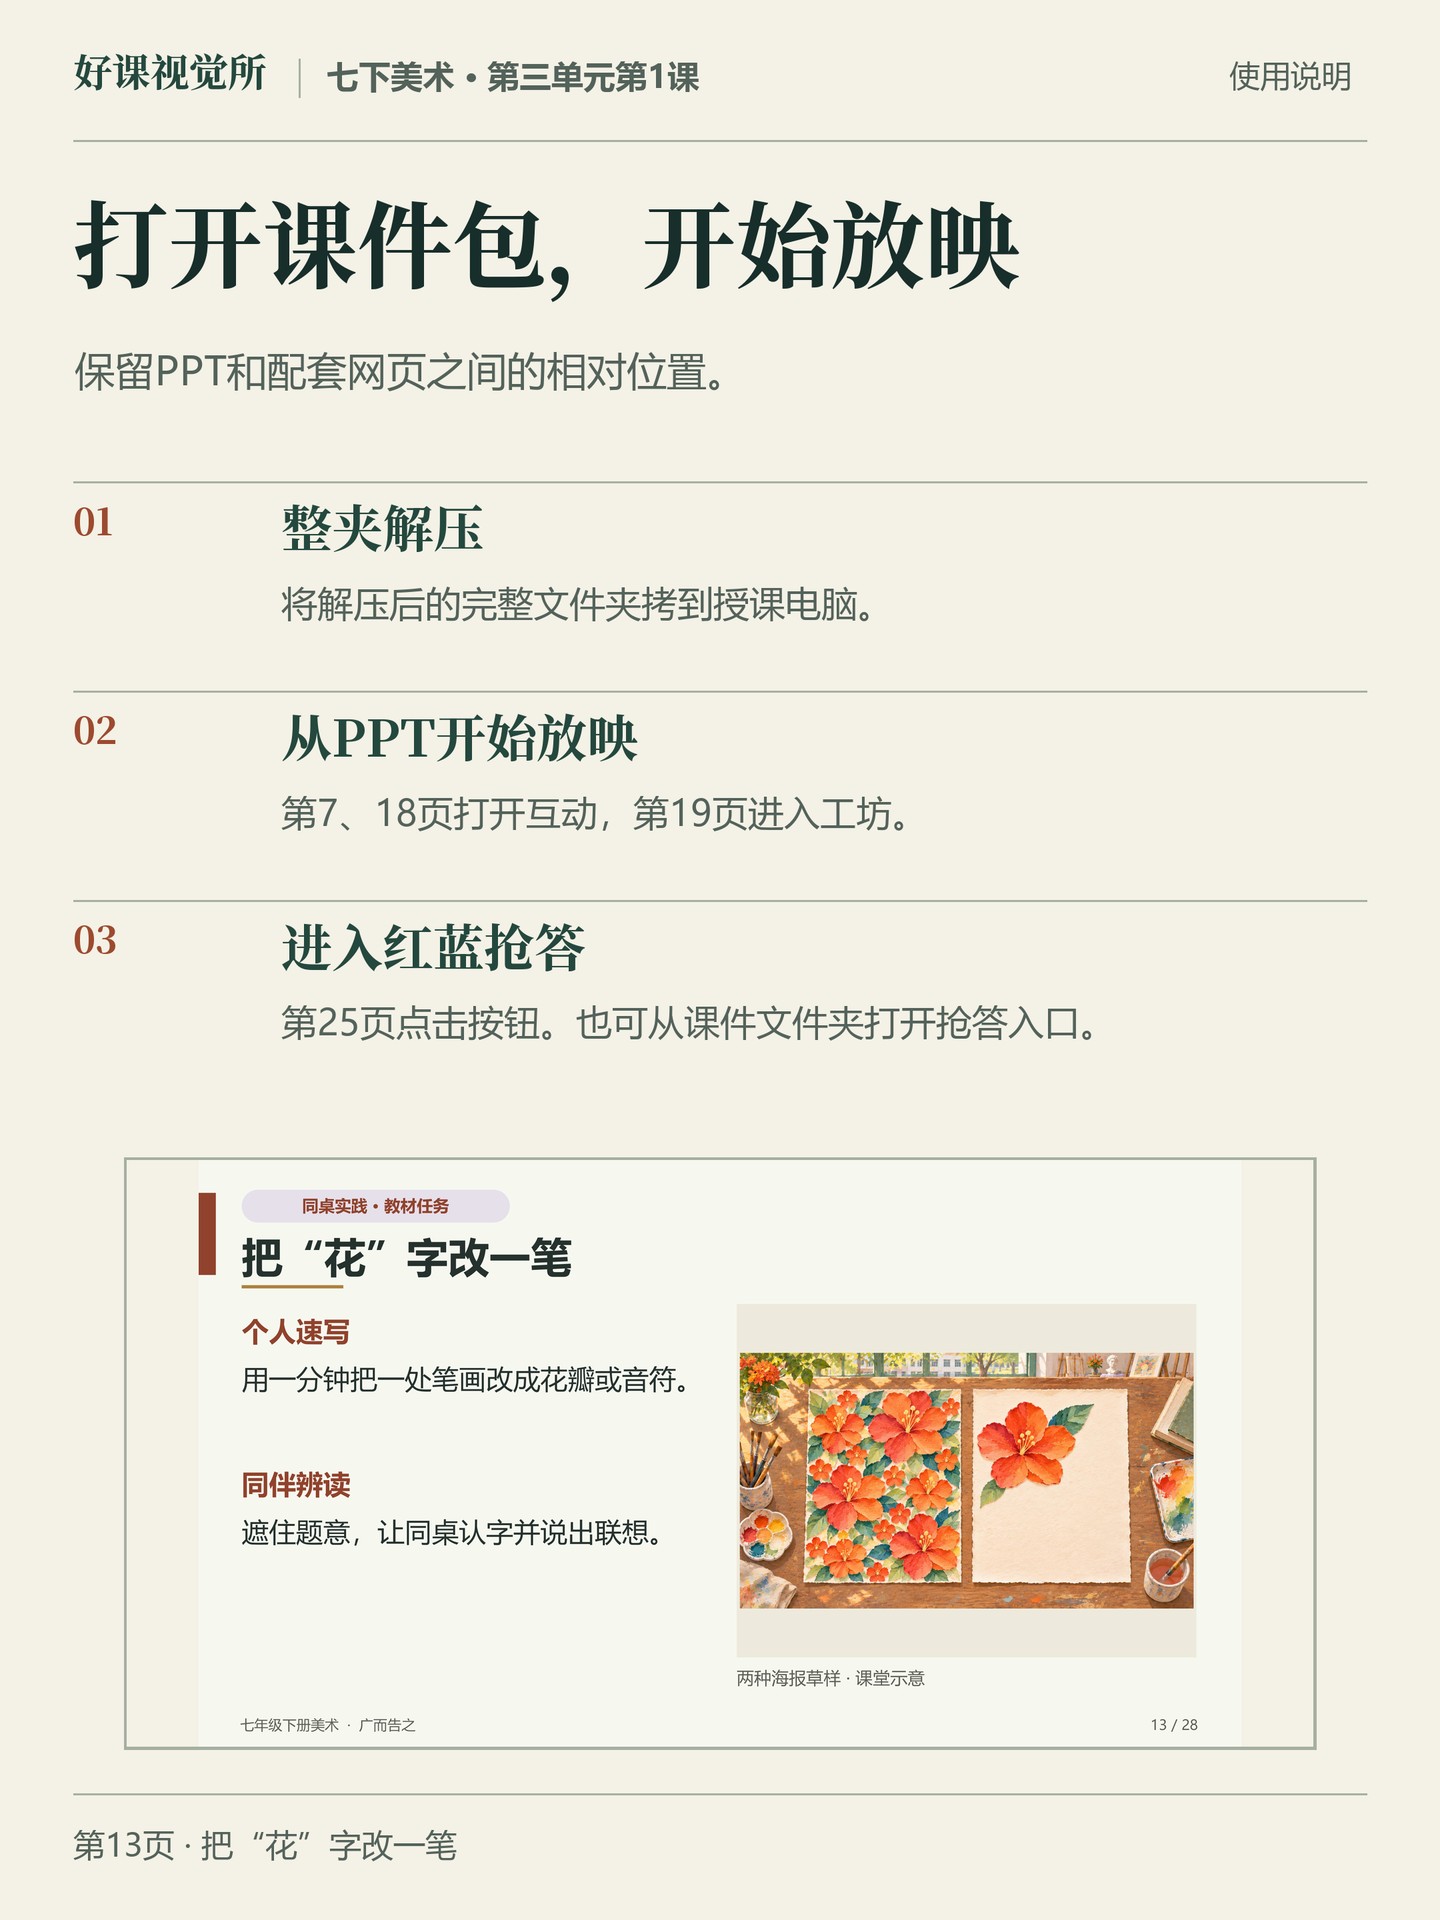 好课视觉所
七下美术·第三单元第1课
使用说明
打开课件包，开始放映
保留PPT和配套网页之间的相对位置。
01
整夹解压
将解压后的完整文件夹拷到授课电脑。
02
从PPT开始放映
第7、18页打开互动，第19页进入工坊。
03
进入红蓝抢答
第25页点击按钮。也可从课件文件夹打开抢答入口。
同桌实践·教材任务
把“花”字改一笔
个人速写
用一分钟把一处笔画改成花瓣或音符。
同伴辨读
遮住题意，让同桌认字并说出联想。
两种海报草样·课堂示意
七年级下册美术 · 广而告之
13 / 28
第13页·把“花”字改一笔